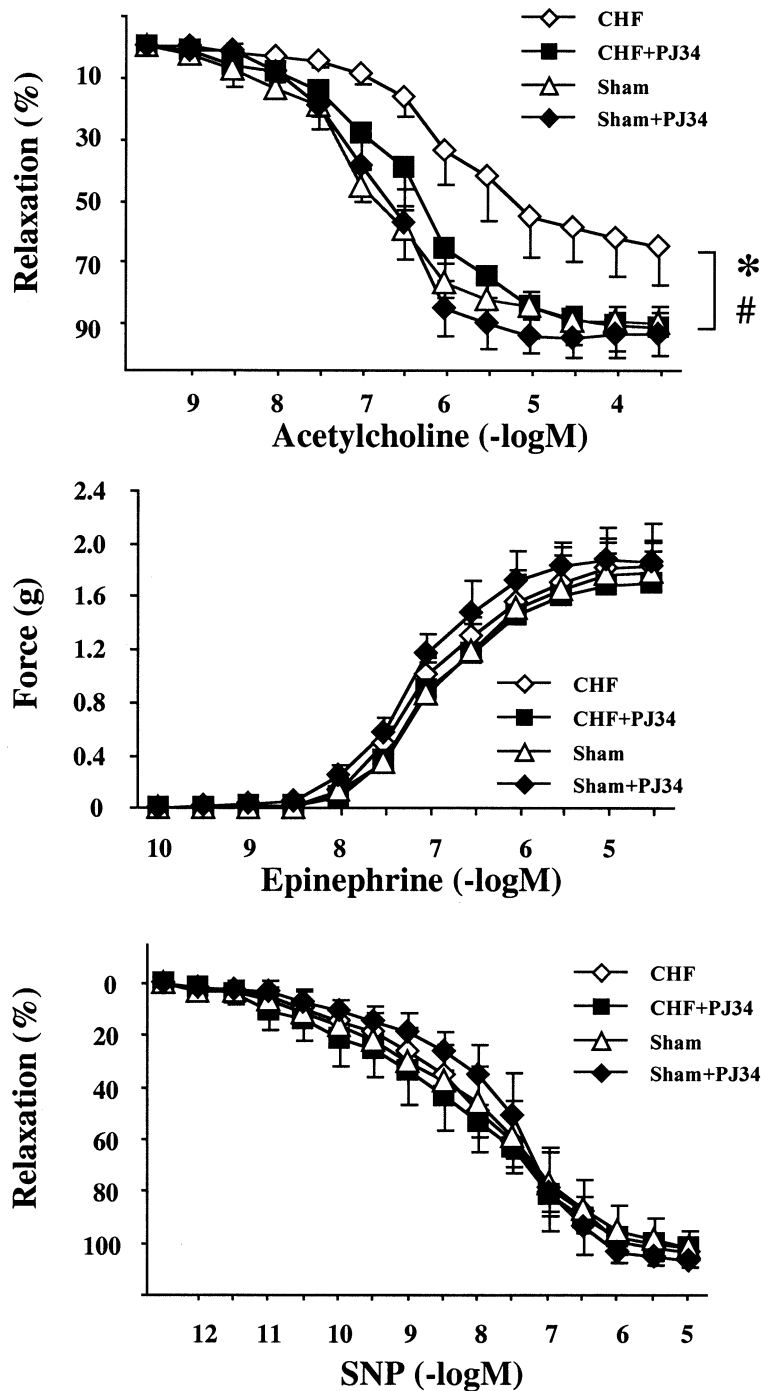 CHF
CHF+PJ34
Sham
Sham+PJ34
Relaxation (%)
10
30
50
70
90
*
#
9 8 7 6 5 4
Acetylcholine (-logM)
2.4
2.0
1.6
1.2
0.8
0.4
0
Force (g)
CHF
CHF+PJ34
Sham
Sham+PJ34
10 9 8 7 6 5
Epinephrine (-logM)
0
20
40
60
80
100
Relaxation (%)
CHF
CHF+PJ34
Sham
Sham+PJ34
12 11 10 9 8 7 6 5
SNP (-logM)